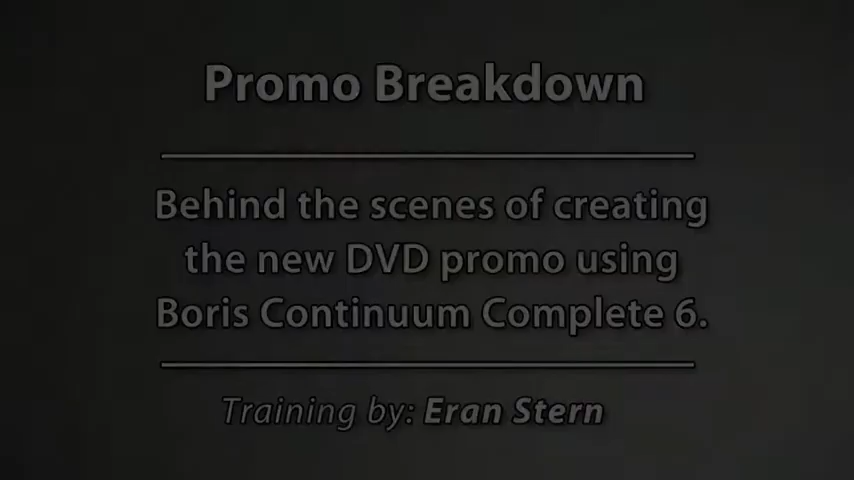 Promo Breakdown
Behind the scenes of creating
the new DVD promo using
Boris Continuum Complete 6.
Training by: Eran Stern